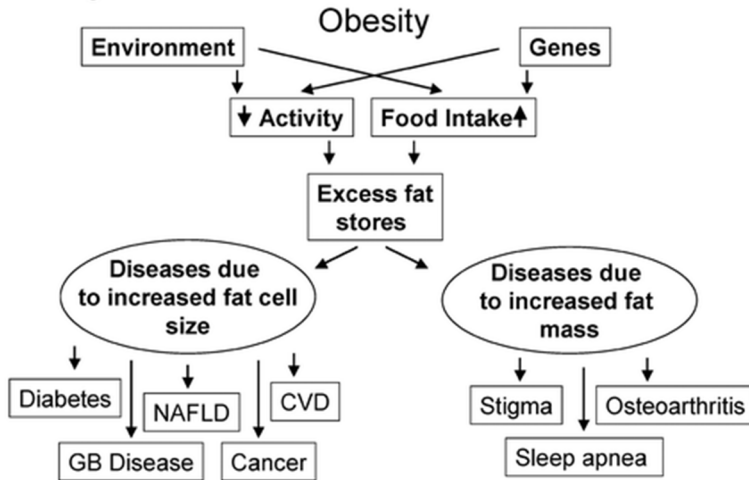 Obesity
Environment
Genes
Activity
Food Intake
Excess fat
stores
Diseases due
to increased fat cell
size
Diseases due
to increased fat
mass
Diabetes
NAFLD
CVD
GB Disease
Cancer
Stigma
Osteoarthritis
Sleep apnea